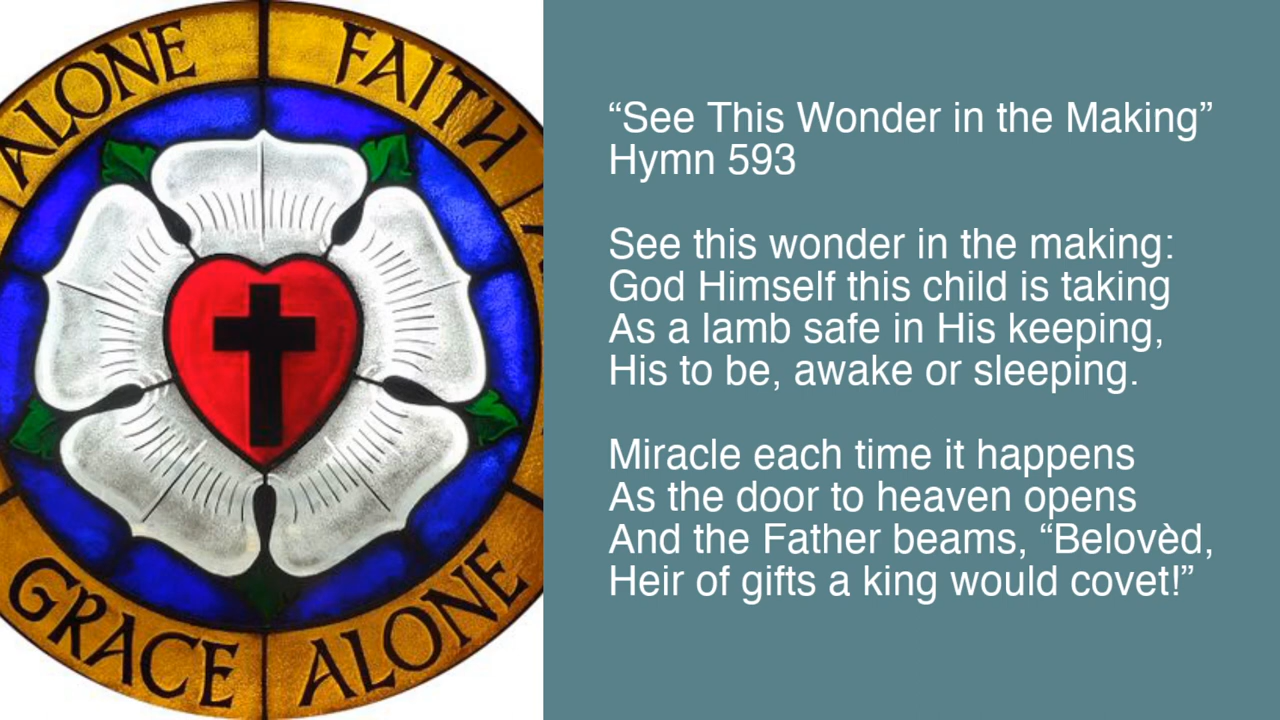 ALONE
FAITH
GRACE
ALONE
“See This Wonder in the Making”
Hymn 593
See this wonder in the making:
God Himself this child is taking
As a lamb safe in His keeping,
His to be, awake or sleeping.
Miracle each time it happens
As the door to heaven opens
And the Father beams, “Belovèd,
Heir of gifts a king would covet!”